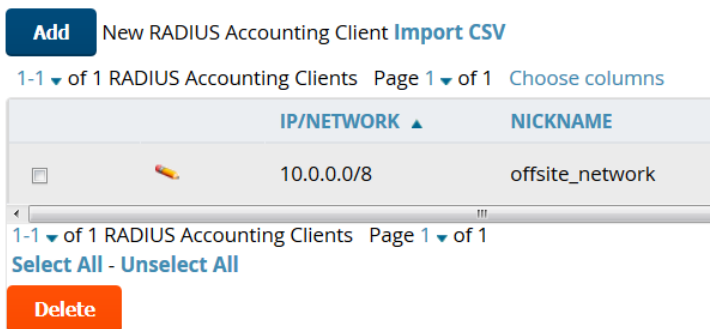 Add New RADIUS Accounting Client Import CSV
1-1 of 1 RADIUS Accounting Clients Page 1 of 1 Choose columns
IP/NETWORK NICKNAME
10.0.0.0/8 offsite_network
1-1 of 1 RADIUS Accounting Clients Page 1 of 1
Select All - Unselect All
Delete